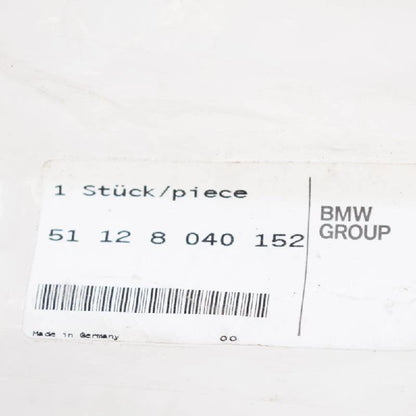 1 Stück/piece
51 12 8 040 152
BMW
GROUP
Made in Germany
00